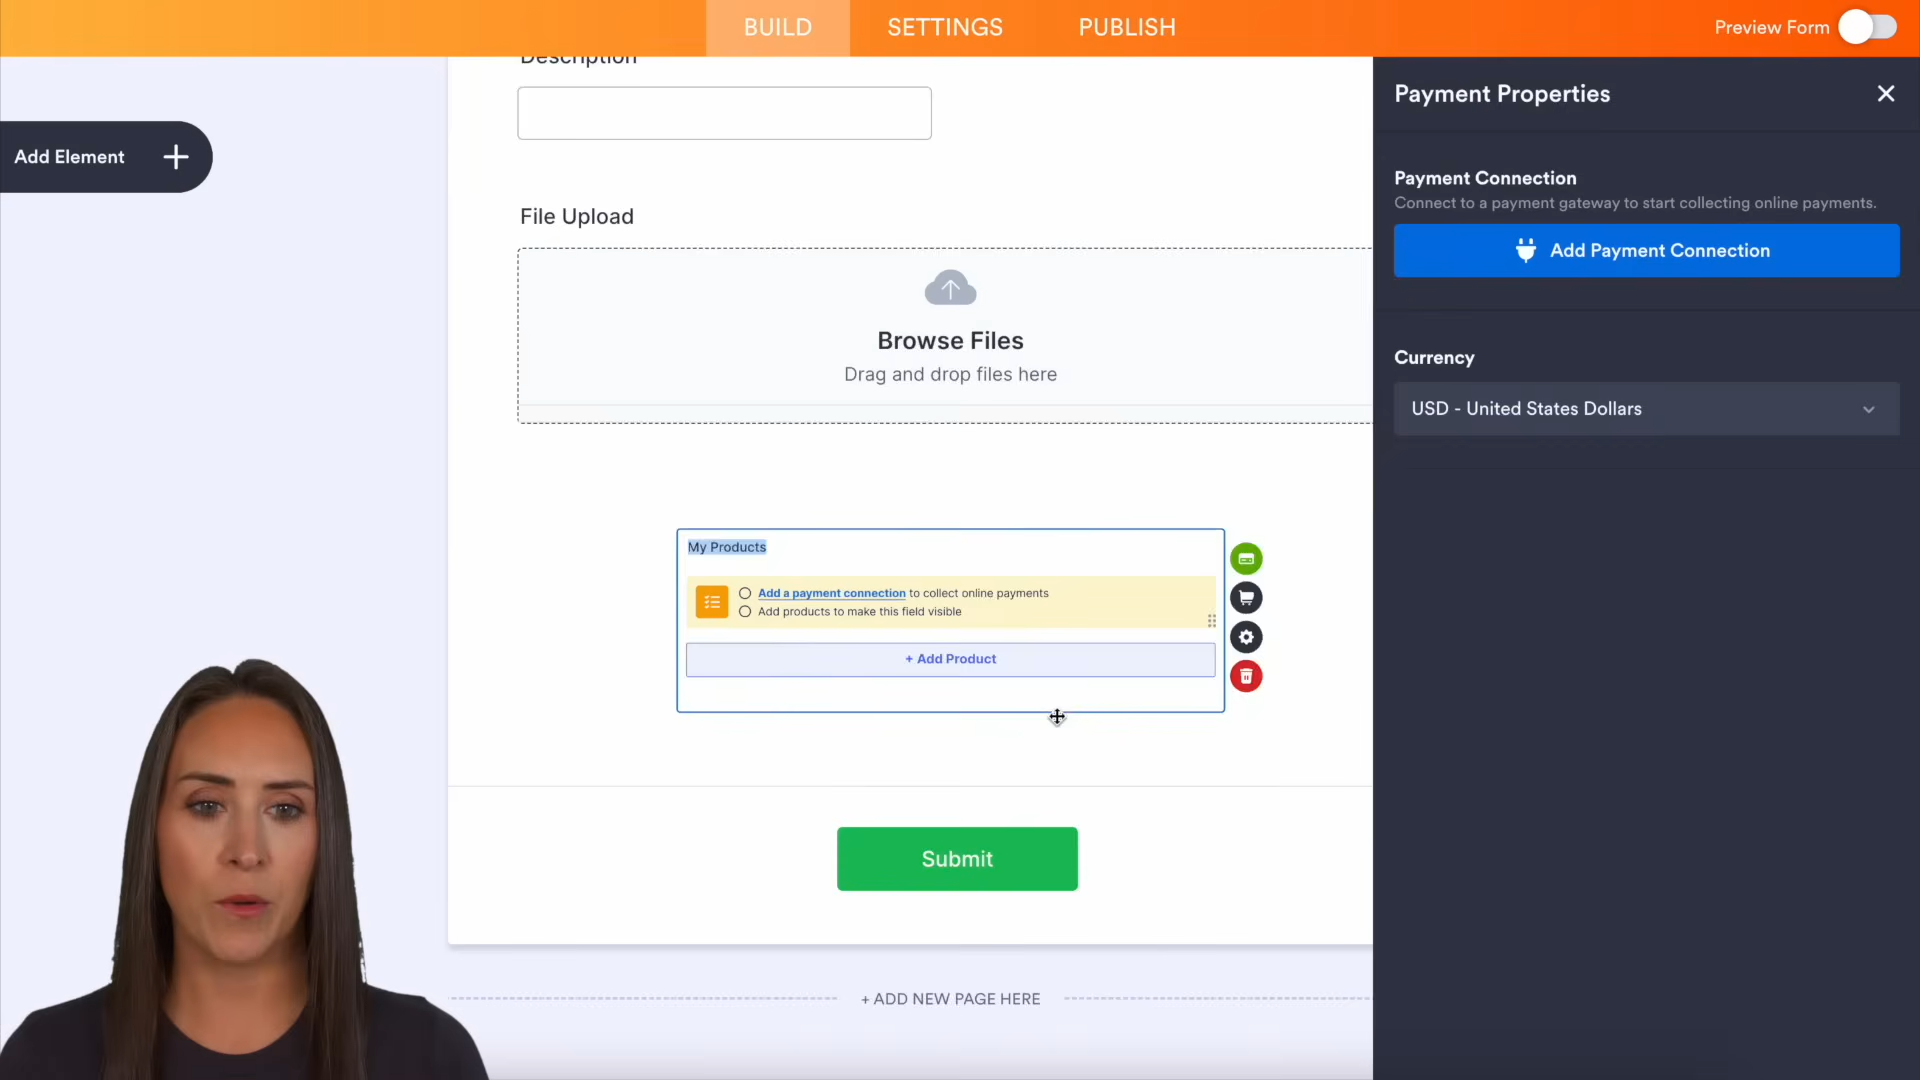 BUILD
SETTINGS
PUBLISH
Preview Form
Description
Add Element
File Upload
Browse Files
Drag and drop files here
My Products
Add a payment connection to collect online payments
Add products to make this field visible
+ Add Product
Submit
+ ADD NEW PAGE HERE
Payment Properties
Payment Connection
Connect to a payment gateway to start collecting online payments.
Add Payment Connection
Currency
USD - United States Dollars